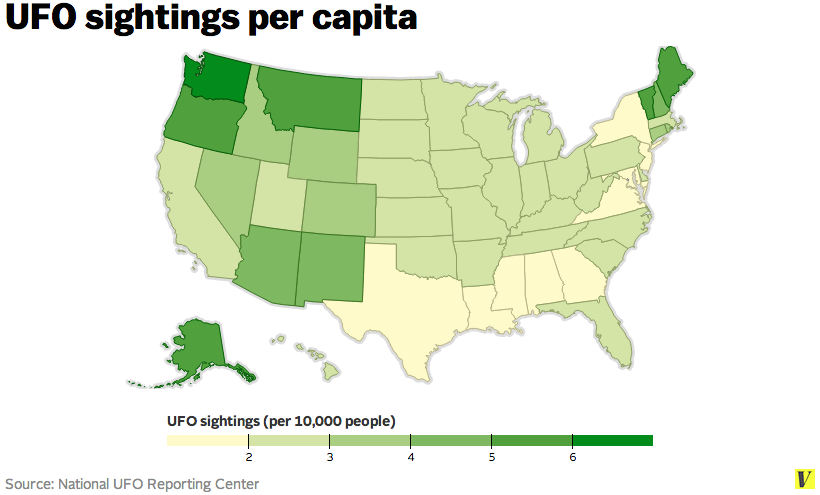 UFO sightings per capita
UFO sightings (per 10,000 people)
2 3 4 5 6
Source: National UFO Reporting Center
V